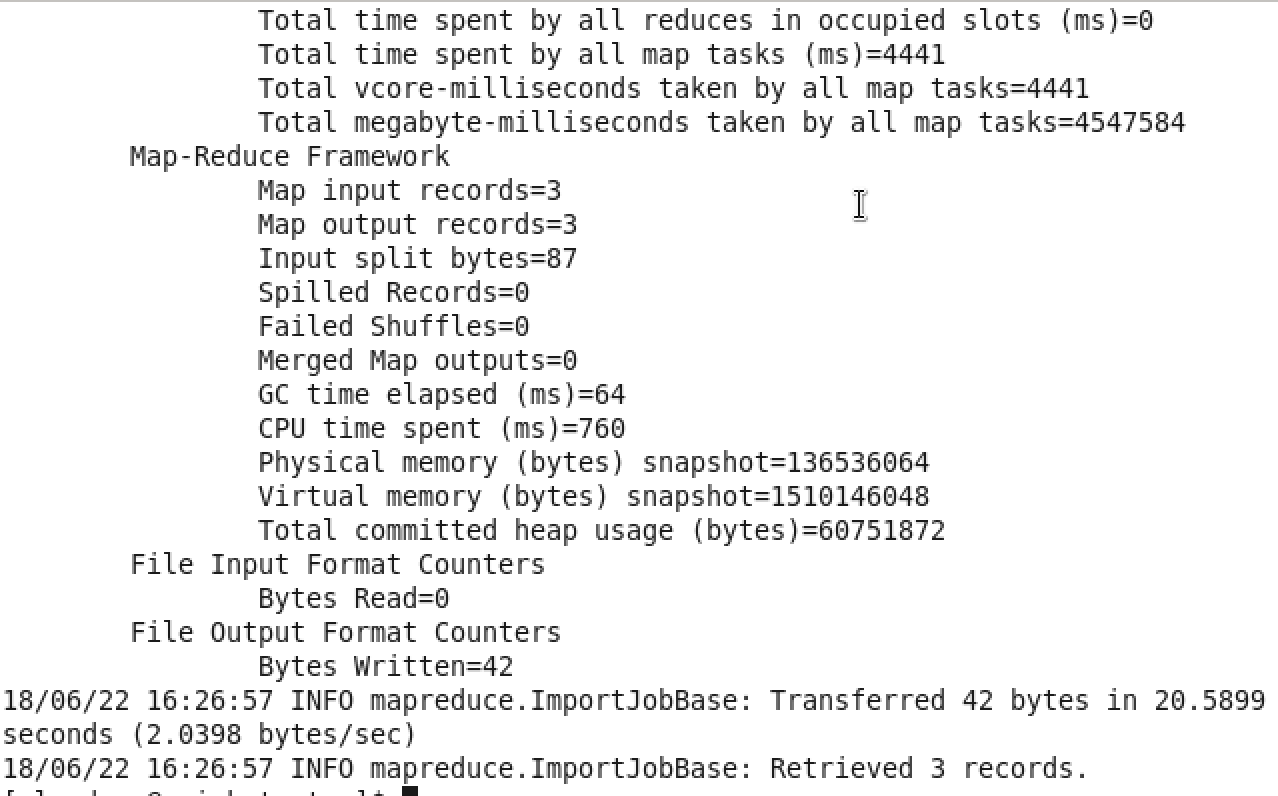 Total time spent by all reduces in occupied slots (ms)=0
Total time spent by all map tasks (ms)=4441
Total vcore-milliseconds taken by all map tasks=4441
Total megabyte-milliseconds taken by all map tasks=4547584
Map-Reduce Framework
Map input records=3
Map output records=3
Input split bytes=87
Spilled Records=0
Failed Shuffles=0
Merged Map outputs=0
GC time elapsed (ms)=64
CPU time spent (ms)=760
Physical memory (bytes) snapshot=136536064
Virtual memory (bytes) snapshot=1510146048
Total committed heap usage (bytes)=60751872
File Input Format Counters
Bytes Read=0
File Output Format Counters
Bytes Written=42
18/06/22 16:26:57 INFO mapreduce.ImportJobBase: Transferred 42 bytes in 20.5899
seconds (2.0398 bytes/sec)
18/06/22 16:26:57 INFO mapreduce.ImportJobBase: Retrieved 3 records.